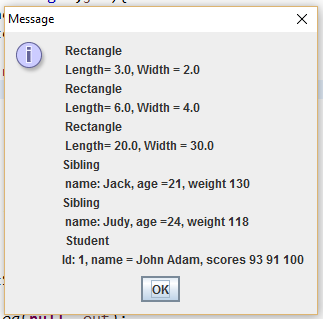 Message
Rectangle
Length= 3.0, Width = 2.0
Rectangle
Length= 6.0, Width = 4.0
Rectangle
Length= 20.0, Width = 30.0
Sibling
name: Jack, age =21, weight 130
Sibling
name: Judy, age =24, weight 118
Student
Id: 1, name = John Adam, scores 93 91 100
OK